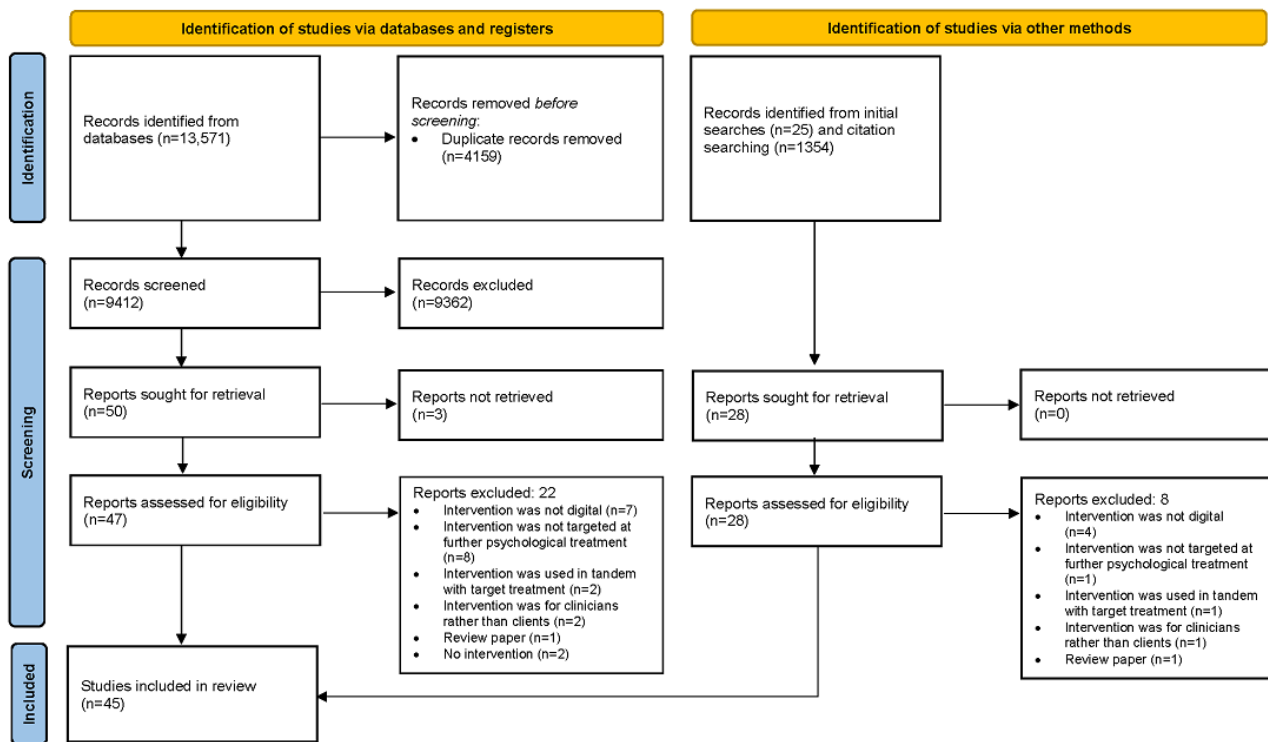 Identification of studies via databases and registers
Identification of studies via other methods
Identification
Records identified from
databases (n=13,571)
Records removed before
screening:
• Duplicate records removed
(n=4159)
Records identified from initial
searches (n=25) and citation
searching (n=1354)
Screening
Records screened
(n=9412)
Records excluded
(n=9362)
Reports sought for retrieval
(n=50)
Reports not retrieved
(n=3)
Reports sought for retrieval
(n=28)
Reports not retrieved
(n=0)
Reports assessed for eligibility
(n=47)
Reports excluded: 22
• Intervention was not digital (n=7)
• Intervention was not targeted at
further psychological treatment
(n=8)
• Intervention was used in tandem
with target treatment (n=2)
• Intervention was for clinicians
rather than clients (n=2)
• Review paper (n=1)
• No intervention (n=2)
Reports assessed for eligibility
(n=28)
Reports excluded: 8
• Intervention was not digital
(n=4)
• Intervention was not targeted at
further psychological treatment
(n=1)
• Intervention was used in tandem
with target treatment (n=1)
• Intervention was for clinicians
rather than clients (n=1)
• Review paper (n=1)
Included
Studies included in review
(n=45)